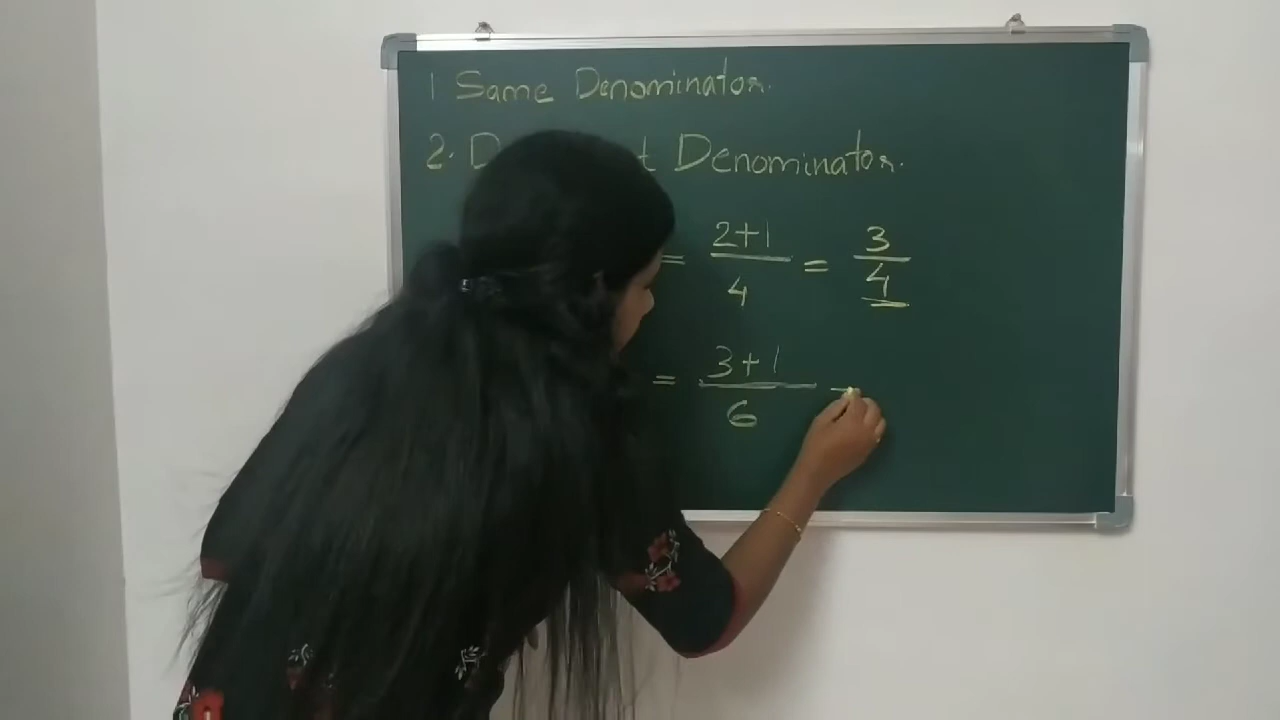 1 Same Denominator.
2. Denominator.
= 2+1/4 = 3/4
= 3+1/6